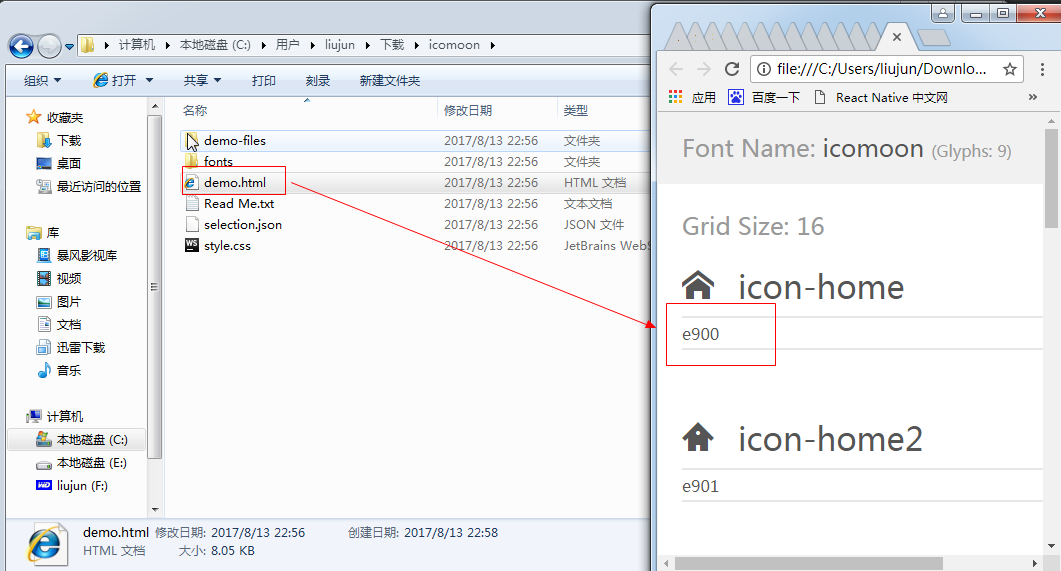 计算机 本地磁盘 (C:) 用户 liujun 下载 icomoon
组织 打开 共享 打印 刻录 新建文件夹
收藏夹
下载
桌面
最近访问的位置
库
暴风影视库
视频
图片
文档
迅雷下载
音乐
计算机
本地磁盘 (C:)
本地磁盘 (E:)
WD liujun (F:)
名称 修改日期 类型
demo-files 2017/8/13 22:56 文件夹
fonts 2017/8/13 22:56 文件夹
demo.html 2017/8/13 22:56 HTML 文档
Read Me.txt 2017/8/13 22:56 文本文档
selection.json 2017/8/13 22:56 JSON 文件
WS style.css 2017/8/13 22:56 JetBrains WebS
demo.html 修改日期: 2017/8/13 22:56 创建日期: 2017/8/13 22:58
HTML 文档 大小: 8.05 KB
file:///C:/Users/liujun/Downlo...
应用 百度一下 React Native 中文网 »
Font Name: icomoon (Glyphs: 9)
Grid Size: 16
icon-home
e900
icon-home2
e901